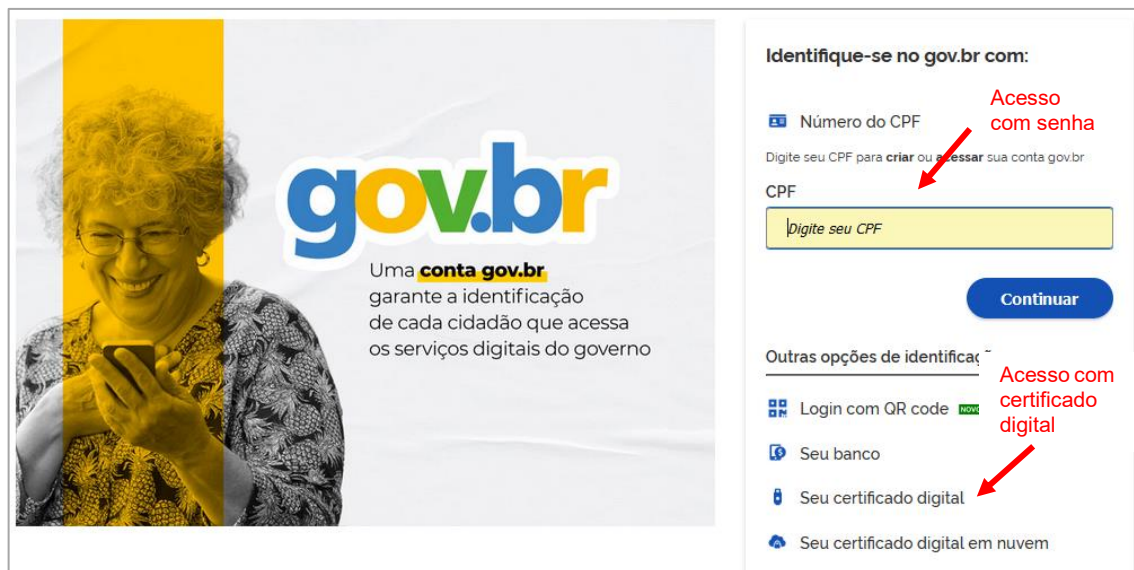 gov.br
Uma conta gov.br
garante a identificação
de cada cidadão que acessa
os serviços digitais do governo
Identifique-se no gov.br com:
Acesso
com senha
Número do CPF
Digite seu CPF para criar ou acessar sua conta gov.br
CPF
Digite seu CPF
Continuar
Outras opções de
Acesso com
certificado
digital
Login com QR code NOVO
Seu banco
Seu certificado digital
Seu certificado digital em nuvem